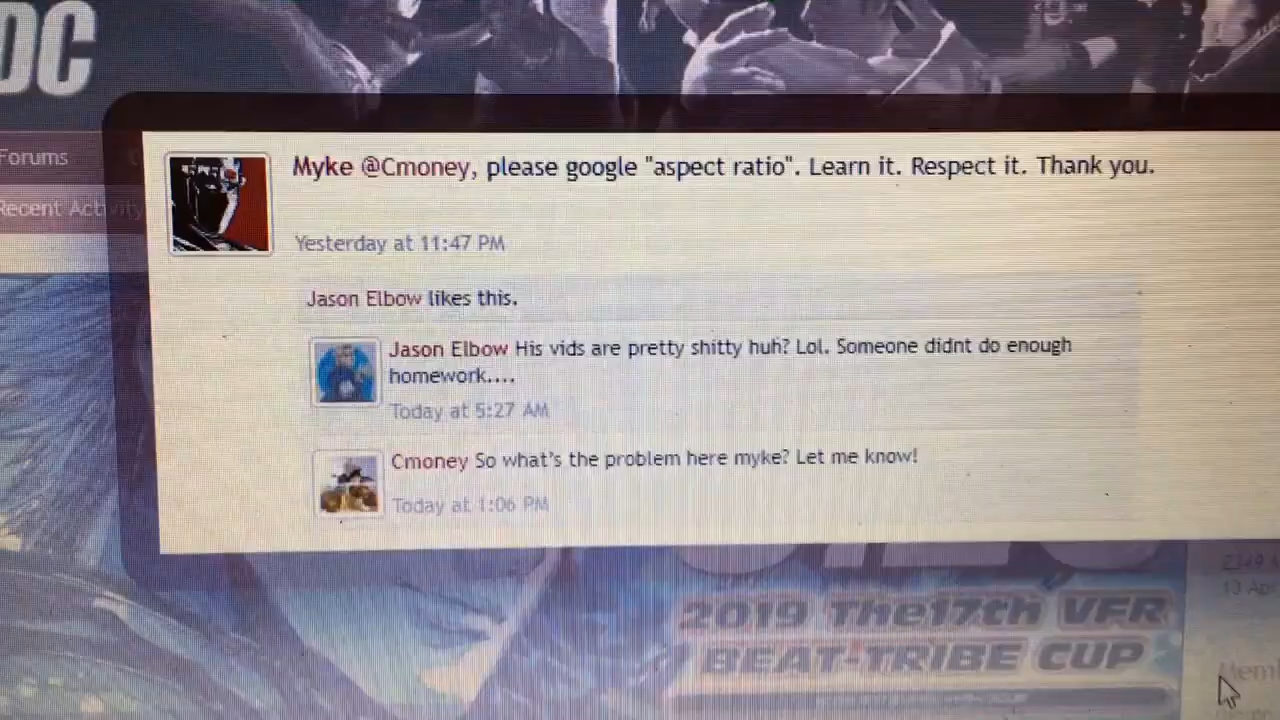 DC
Forums
Recent Activity
Myke @Cmoney, please google "aspect ratio". Learn it. Respect it. Thank you.
Yesterday at 11:47 PM
Jason Elbow likes this.
Jason Elbow His vids are pretty shitty huh? Lol. Someone didnt do enough
homework....
Today at 5:27 AM
Cmoney So what's the problem here myke? Let me know!
Today at 1:06 PM
2019 The17th VFR
BEAT-TRIBE CUP